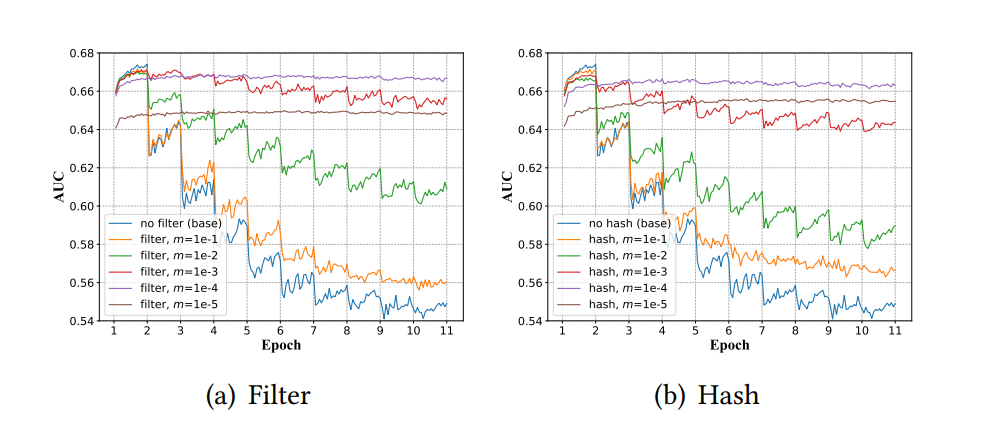 0.68
0.66
0.64
0.62
0.60
0.58
0.56
0.54
AUC
no filter (base)
filter, m=1e-1
filter, m=1e-2
filter, m=1e-3
filter, m=1e-4
filter, m=1e-5
1 2 3 4 5 6 7 8 9 10 11
Epoch
(a) Filter
0.68
0.66
0.64
0.62
0.60
0.58
0.56
0.54
AUC
no hash (base)
hash, m=1e-1
hash, m=1e-2
hash, m=1e-3
hash, m=1e-4
hash, m=1e-5
1 2 3 4 5 6 7 8 9 10 11
Epoch
(b) Hash